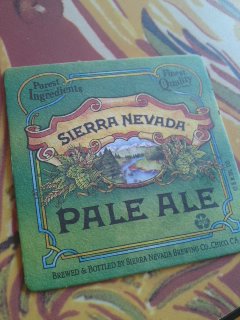 Purest Ingredients
Finest Quality
SIERRA NEVADA
PALE ALE
BREWED & BOTTLED BY SIERRA NEVADA BREWING CO., CHICO, CA